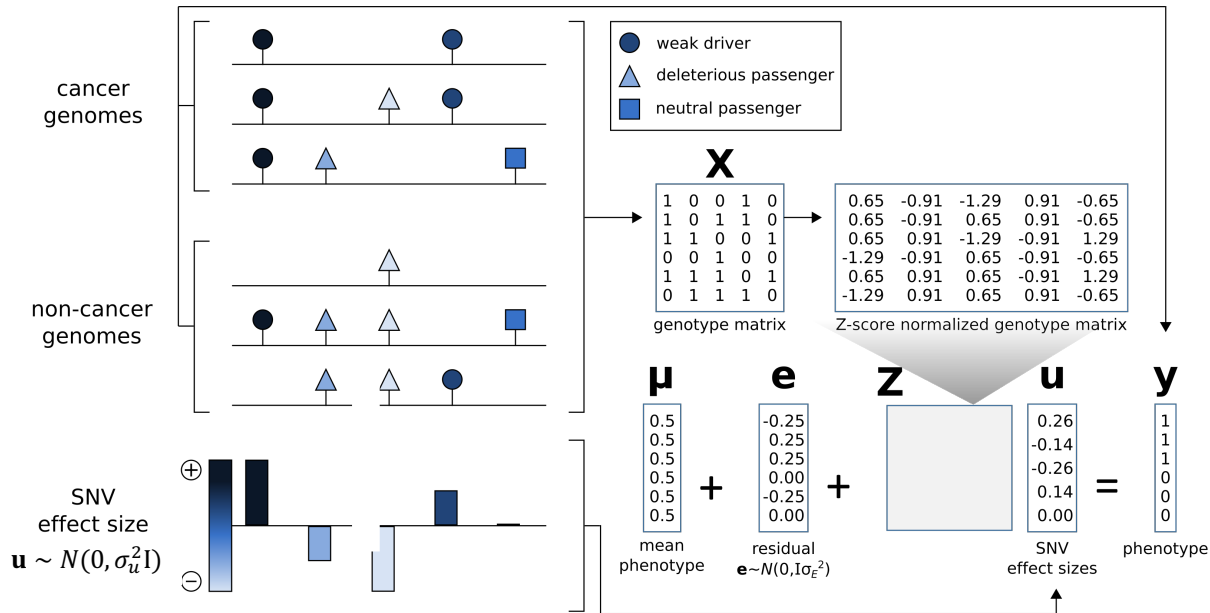 cancer
genomes
weak driver
deleterious passenger
neutral passenger
X
1 0 0 1 0
1 0 1 1 0
1 1 0 0 1
0 0 1 0 0
1 1 1 0 1
0 1 1 1 0
genotype matrix
0.65 -0.91 -1.29 0.91 -0.65
0.65 -0.91 0.65 0.91 -0.65
0.65 0.91 -1.29 -0.91 1.29
-1.29 -0.91 0.65 -0.91 -0.65
0.65 0.91 0.65 -0.91 1.29
-1.29 0.91 0.65 0.91 -0.65
Z-score normalized genotype matrix
non-cancer
genomes
μ
0.5
0.5
0.5
0.5
0.5
0.5
mean
phenotype
+
e
-0.25
0.25
0.25
0.00
-0.25
0.00
residual
e~N(0,Iσ_E²)
+
Z
u
0.26
-0.14
-0.26
0.14
0.00
SNV
effect sizes
=
y
1
1
1
0
0
0
phenotype
SNV
effect size
u ~ N(0, σ_u²I)
+
−